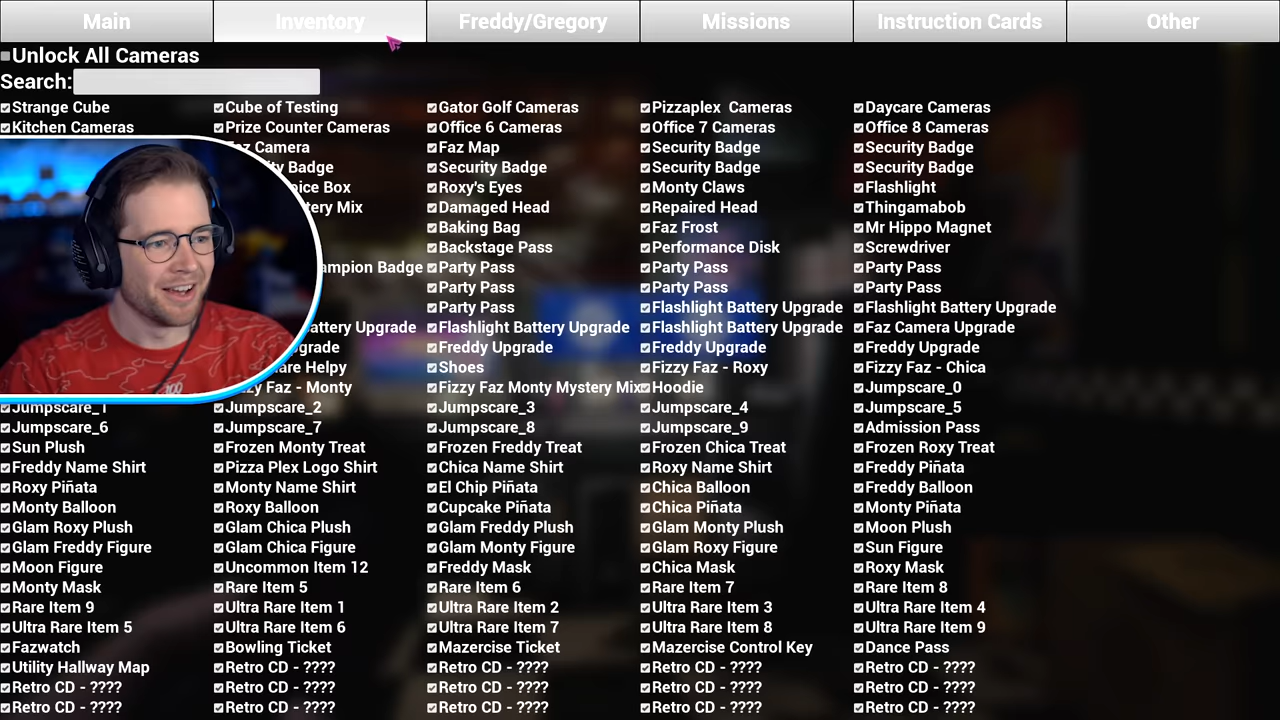 Main Inventory Freddy/Gregory Missions Instruction Cards Other
Unlock All Cameras
Search:
Strange Cube Cube of Testing Gator Golf Cameras Pizzaplex Cameras Daycare Cameras
Kitchen Cameras Prize Counter Cameras Office 6 Cameras Office 7 Cameras Office 8 Cameras
Camera Faz Map Security Badge Security Badge
Badge Security Badge Security Badge Security Badge
Box Roxy's Eyes Monty Claws Flashlight
Mix Damaged Head Repaired Head Thingamabob
Baking Bag Faz Frost Mr Hippo Magnet
Backstage Pass Performance Disk Screwdriver
Badge Party Pass Party Pass Party Pass
Party Pass Party Pass Party Pass
Party Pass Flashlight Battery Upgrade Flashlight Battery Upgrade
Upgrade Flashlight Battery Upgrade Flashlight Battery Upgrade Faz Camera Upgrade
Freddy Upgrade Freddy Upgrade Freddy Upgrade
Helpy Shoes Fizzy Faz - Roxy Fizzy Faz - Chica
Faz - Monty Fizzy Faz Monty Mystery Mix Hoodie Jumpscare_0
Jumpscare_1 Jumpscare_2 Jumpscare_3 Jumpscare_4 Jumpscare_5
Jumpscare_6 Jumpscare_7 Jumpscare_8 Jumpscare_9 Admission Pass
Sun Plush Frozen Monty Treat Frozen Freddy Treat Frozen Chica Treat Frozen Roxy Treat
Freddy Name Shirt Pizza Plex Logo Shirt Chica Name Shirt Roxy Name Shirt Freddy Piñata
Roxy Piñata Monty Name Shirt El Chip Piñata Chica Balloon Freddy Balloon
Monty Balloon Roxy Balloon Cupcake Piñata Chica Piñata Monty Piñata
Glam Roxy Plush Glam Chica Plush Glam Freddy Plush Glam Monty Plush Moon Plush
Glam Freddy Figure Glam Chica Figure Glam Monty Figure Glam Roxy Figure Sun Figure
Moon Figure Uncommon Item 12 Freddy Mask Chica Mask Roxy Mask
Monty Mask Rare Item 5 Rare Item 6 Rare Item 7 Rare Item 8
Rare Item 9 Ultra Rare Item 1 Ultra Rare Item 2 Ultra Rare Item 3 Ultra Rare Item 4
Ultra Rare Item 5 Ultra Rare Item 6 Ultra Rare Item 7 Ultra Rare Item 8 Ultra Rare Item 9
Fazwatch Bowling Ticket Mazercise Ticket Mazercise Control Key Dance Pass
Utility Hallway Map Retro CD - ???? Retro CD - ???? Retro CD - ???? Retro CD - ????
Retro CD - ???? Retro CD - ???? Retro CD - ???? Retro CD - ???? Retro CD - ????
Retro CD - ???? Retro CD - ???? Retro CD - ???? Retro CD - ???? Retro CD - ????